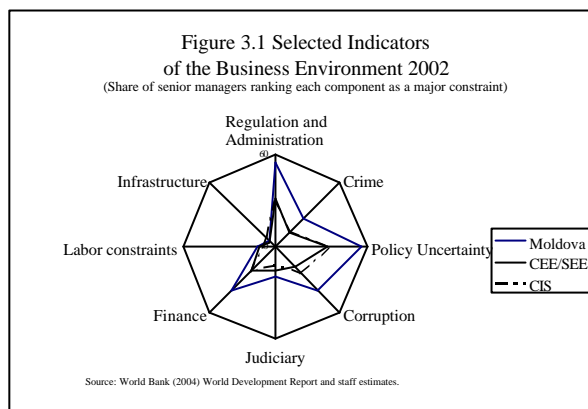 Figure 3.1 Selected Indicators
of the Business Environment 2002
(Share of senior managers ranking each component as a major constraint)
Regulation and
Administration
60
Infrastructure
Crime
Labor constraints
Policy Uncertainty
Moldova
CEE/SEE
CIS
Finance
Corruption
Judiciary
Source: World Bank (2004) World Development Report and staff estimates.